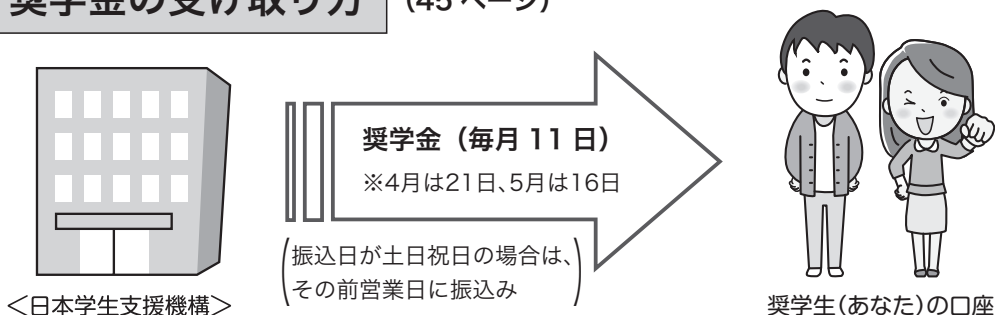 奨学金の受け取り方 (45 ページ)
奨学金（毎月 11 日）
※4月は21日、5月は16日
振込日が土日祝日の場合は、
その前営業日に振込み
＜日本学生支援機構＞
奨学生(あなた)の口座